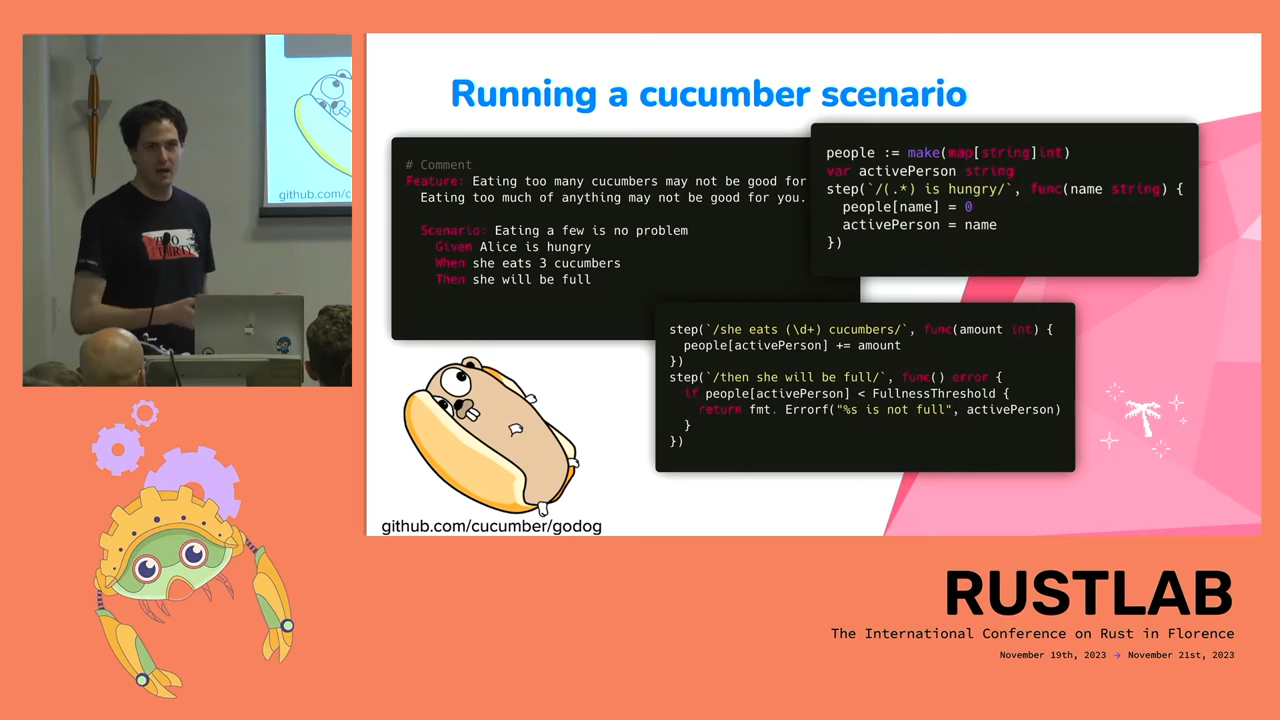 Running a cucumber scenario
# Comment
Feature: Eating too many cucumbers may not be good for
Eating too much of anything may not be good for you.
Scenario: Eating a few is no problem
Given Alice is hungry
When she eats 3 cucumbers
Then she will be full
people := make(map[string]int)
var activePerson string
step(`/(.*) is hungry/`, func(name string) {
people[name] = 0
activePerson = name
})
step(`/she eats (\d+) cucumbers/`, func(amount int) {
people[activePerson] += amount
})
step(`/then she will be full/`, func() error {
if people[activePerson] < FullnessThreshold {
return fmt. Errorf("%s is not full", activePerson)
}
})
github.com/cucumber/godog
github.com/c
TWO
THIRTY
RUSTLAB
The International Conference on Rust in Florence
November 19th, 2023 → November 21st, 2023